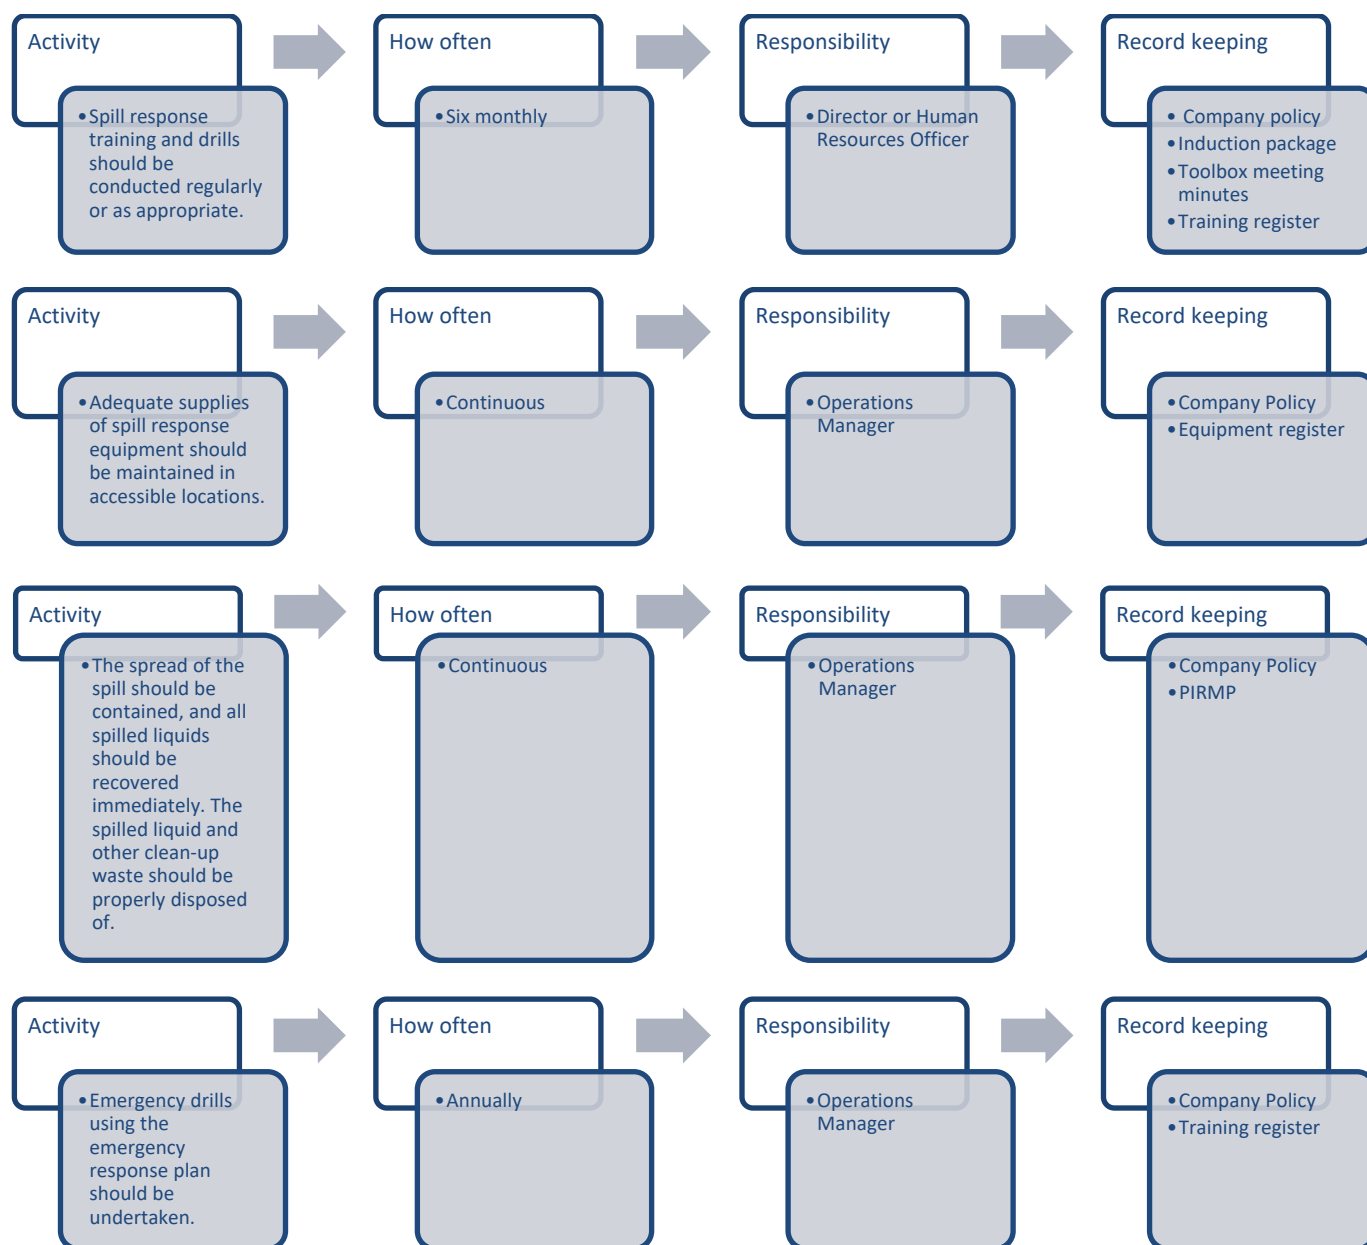 Activity
How often
Responsibility
Record keeping
•Spill response
training and drills
should be
conducted regularly
or as appropriate.
•Six monthly
•Director or Human
Resources Officer
• Company policy
•Induction package
•Toolbox meeting
minutes
•Training register
Activity
How often
Responsibility
Record keeping
•Adequate supplies
of spill response
equipment should
be maintained in
accessible locations.
•Continuous
•Operations
Manager
•Company Policy
•Equipment register
Activity
How often
Responsibility
Record keeping
•The spread of the
spill should be
contained, and all
spilled liquids
should be
recovered
immediately. The
spilled liquid and
other clean-up
waste should be
properly disposed
of.
•Continuous
•Operations
Manager
•Company Policy
•PIRMP
Activity
How often
Responsibility
Record keeping
•Emergency drills
using the
emergency
response plan
should be
undertaken.
•Annually
•Operations
Manager
•Company Policy
•Training register